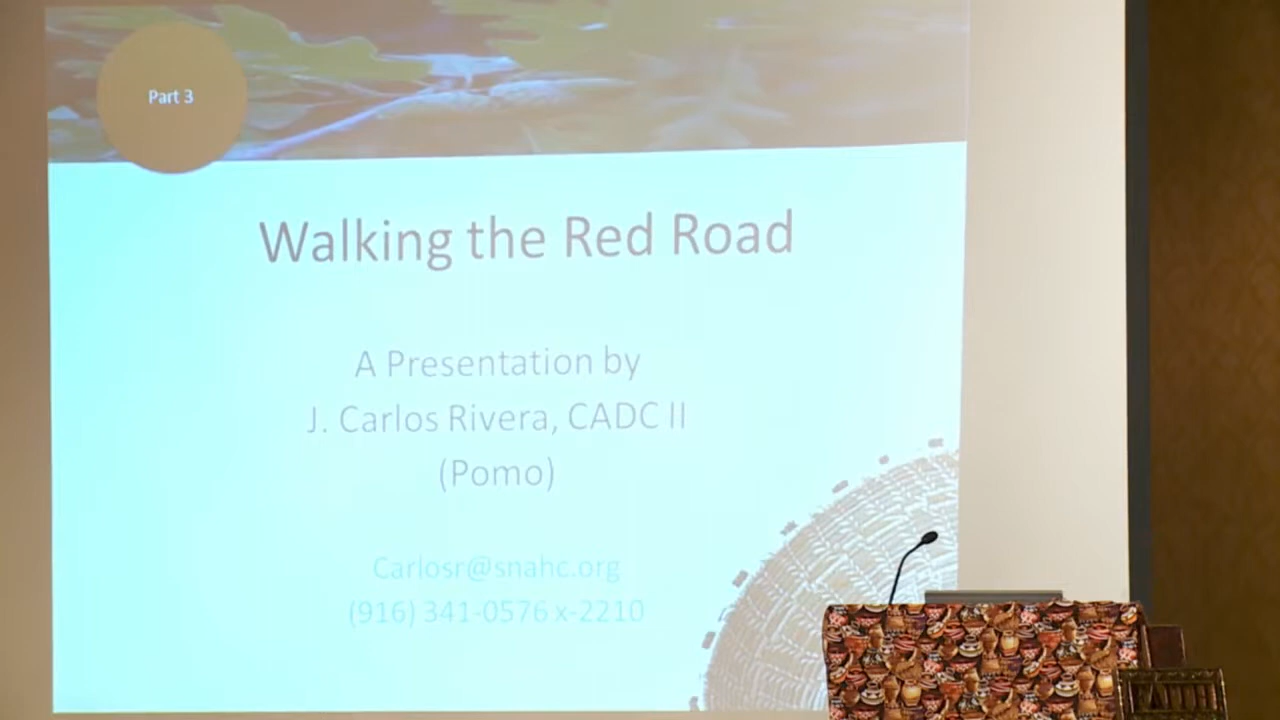 Part 3
Walking the Red Road
A Presentation by
J. Carlos Rivera, CADC II
(Pomo)
Carlosr@snahc.org
(916) 341-0576 x-2210